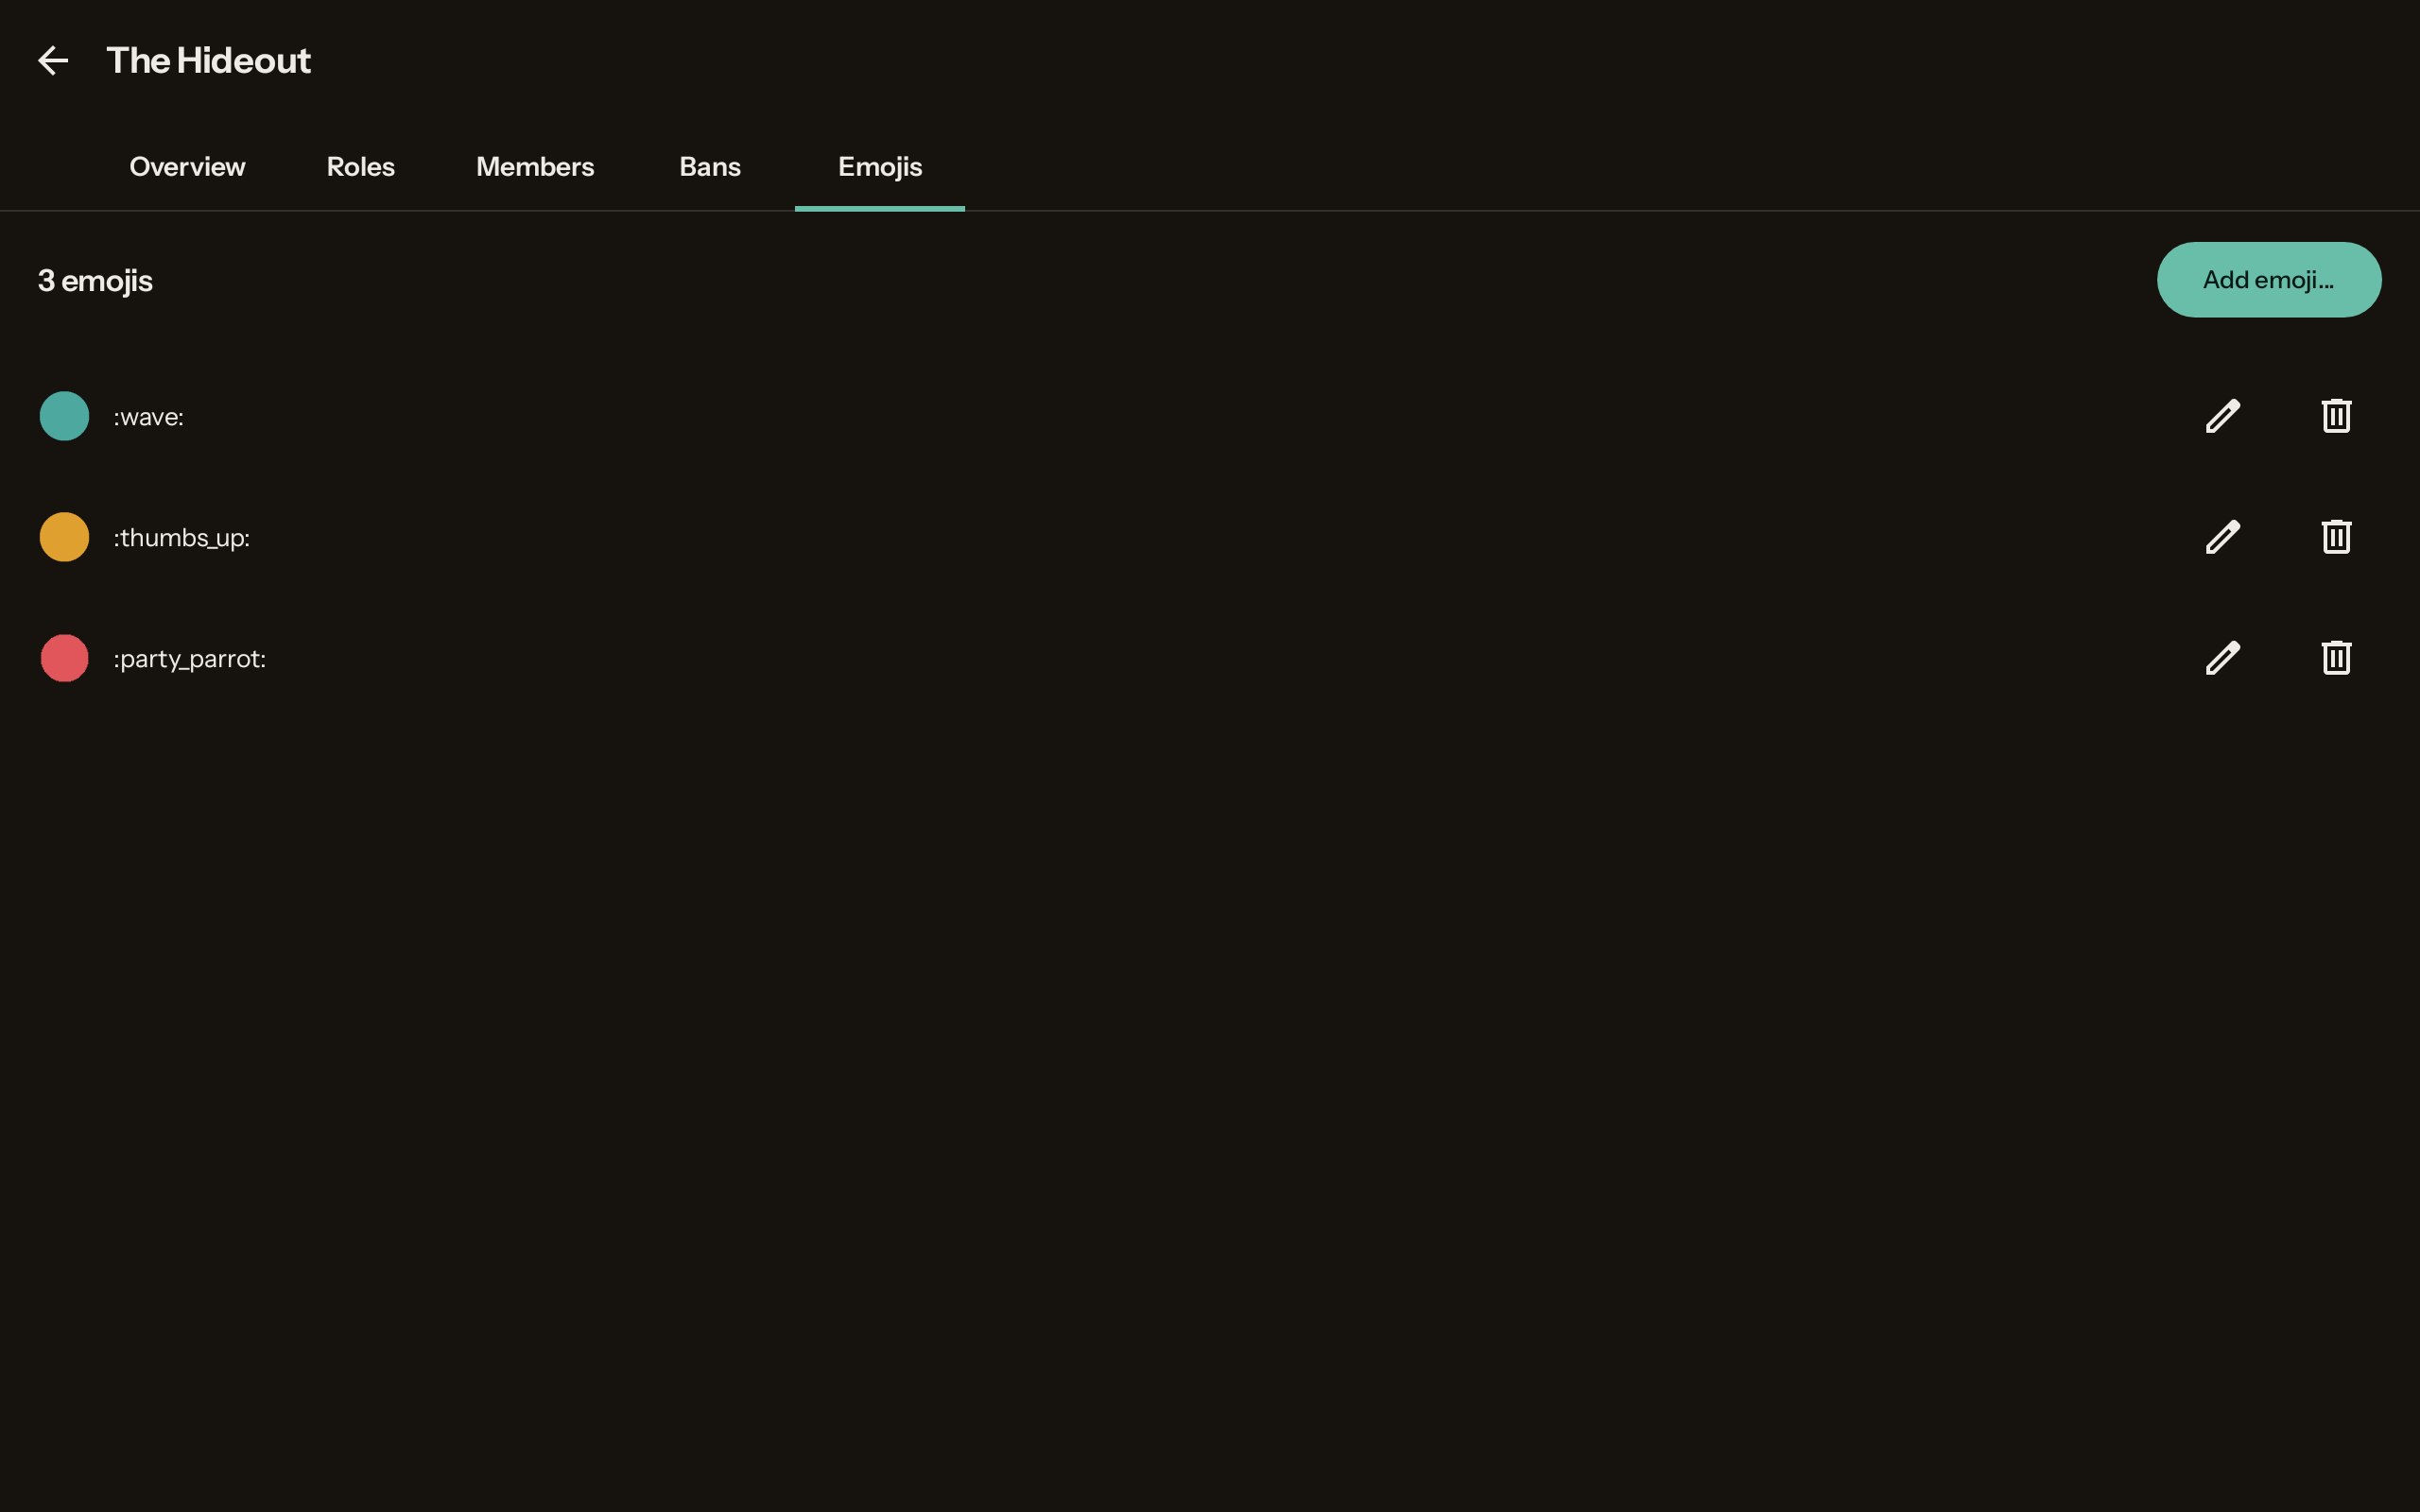 The Hideout
Overview Roles Members Bans Emojis
3 emojis Add emoji...
:wave:
:thumbs_up:
:party_parrot: